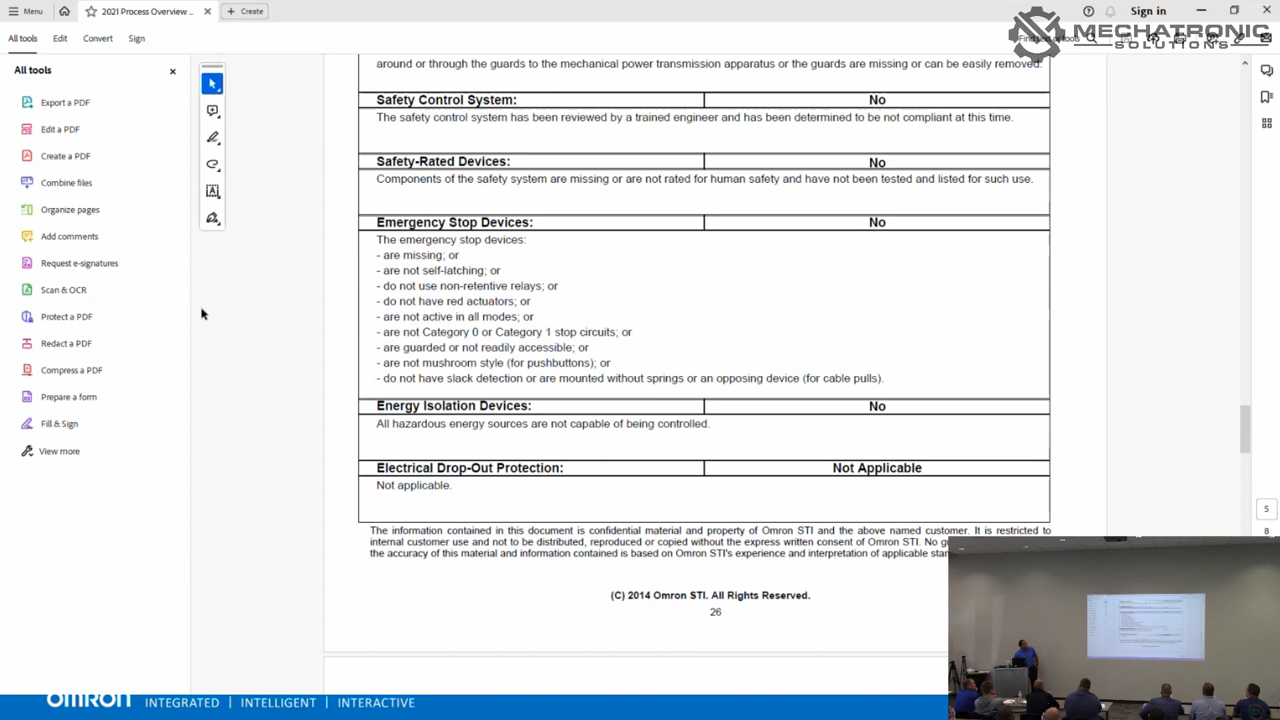 Menu
2021 Process Overview ...
Create
Sign in
All tools
Edit
Convert
Sign
Find text or tools
MECHATRONIC
SOLUTIONS
All tools
Export a PDF
Edit a PDF
Create a PDF
Combine files
Organize pages
Add comments
Request e-signatures
Scan & OCR
Protect a PDF
Redact a PDF
Compress a PDF
Prepare a form
Fill & Sign
View more
around or through the guards to the mechanical power transmission apparatus or the guards are missing or can be easily removed.
Safety Control System: No
The safety control system has been reviewed by a trained engineer and has been determined to be not compliant at this time.
Safety-Rated Devices: No
Components of the safety system are missing or are not rated for human safety and have not been tested and listed for such use.
Emergency Stop Devices: No
The emergency stop devices:
- are missing; or
- are not self-latching; or
- do not use non-retentive relays; or
- do not have red actuators; or
- are not active in all modes; or
- are not Category 0 or Category 1 stop circuits; or
- are guarded or not readily accessible; or
- are not mushroom style (for pushbuttons); or
- do not have slack detection or are mounted without springs or an opposing device (for cable pulls).
Energy Isolation Devices: No
All hazardous energy sources are not capable of being controlled.
Electrical Drop-Out Protection: Not Applicable
Not applicable.
The information contained in this document is confidential material and property of Omron STI and the above named customer. It is restricted to
internal customer use and not to be distributed, reproduced or copied without the express written consent of Omron STI. No
the accuracy of this material and information contained is based on Omron STI's experience and interpretation of applicable
(C) 2014 Omron STI. All Rights Reserved.
26
5
8
OMRON INTEGRATED | INTELLIGENT | INTERACTIVE